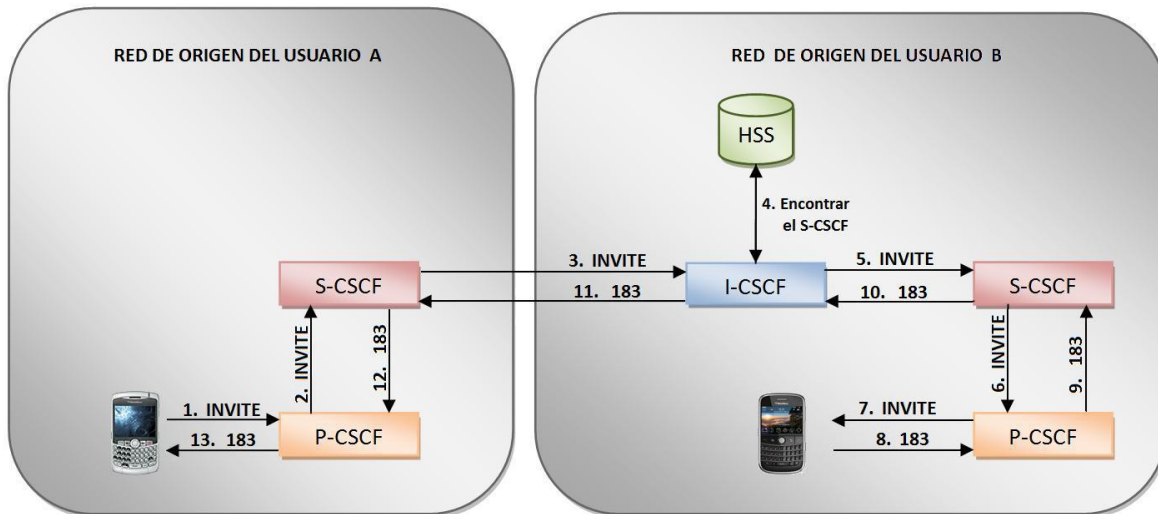 RED DE ORIGEN DEL USUARIO A
RED DE ORIGEN DEL USUARIO B
HSS
4. Encontrar
el S-CSCF
S-CSCF
3. INVITE
11. 183
I-CSCF
5. INVITE
10. 183
S-CSCF
2. INVITE
12. 183
6. INVITE
9. 183
1. INVITE
13. 183
P-CSCF
7. INVITE
8. 183
P-CSCF